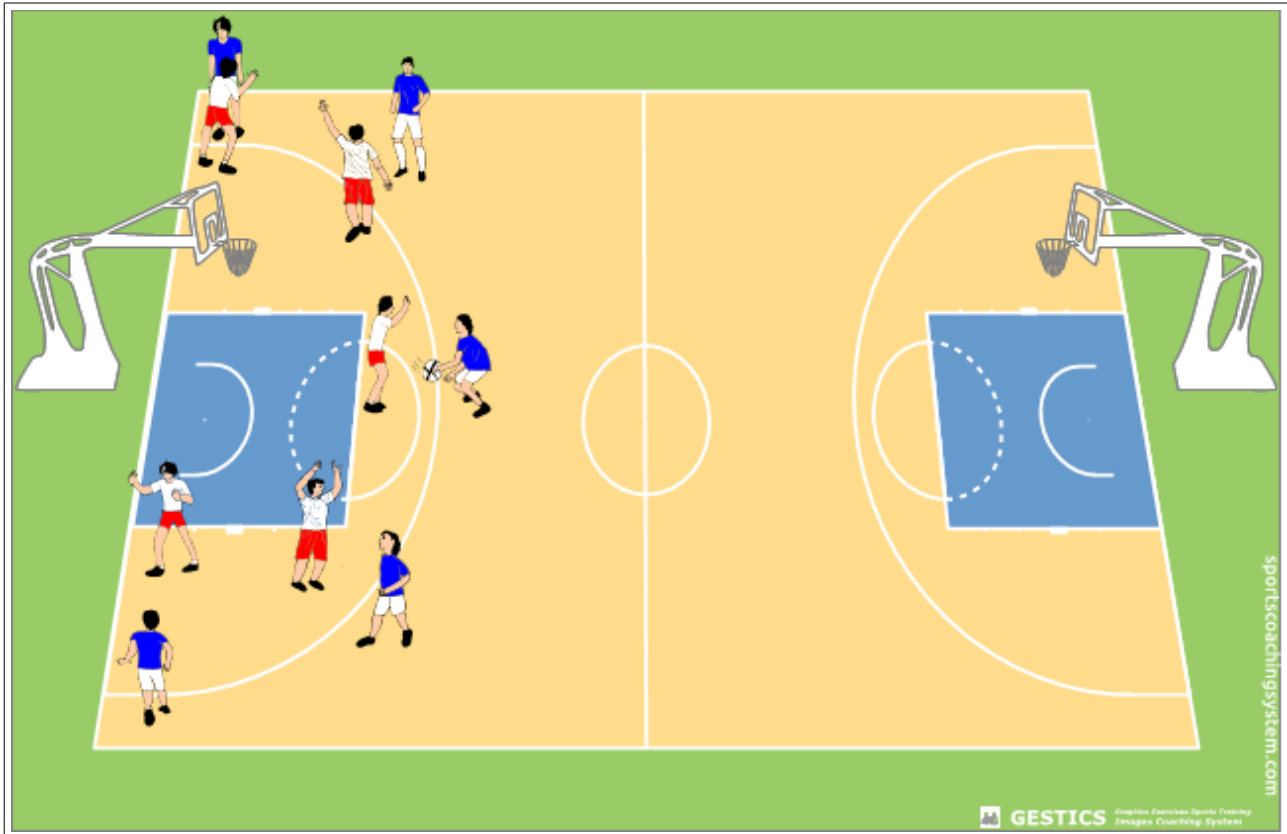 sportscoachingsystem.com
GESTICS
Graphics Exercises Sports Training
Images Coaching System